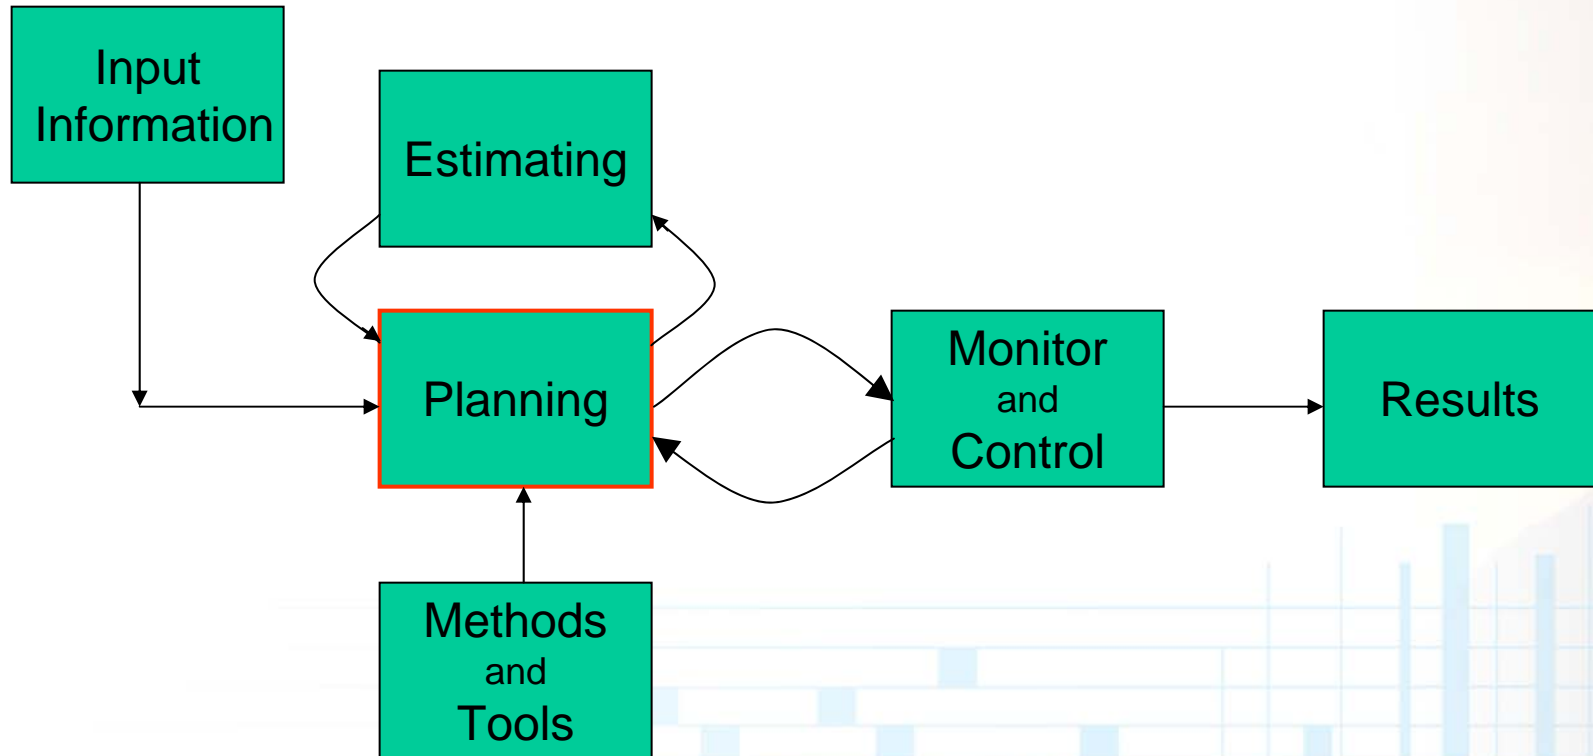 Input
Information
Estimating
Planning
Monitor
and
Control
Results
Methods
and
Tools